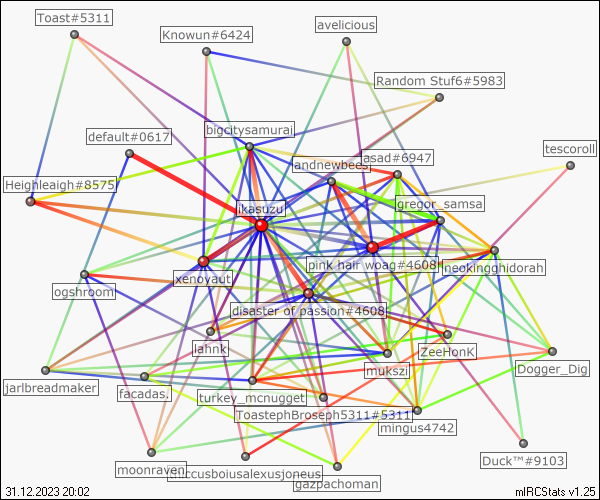 Toast#5311
avelicious
Knowun#6424
Random Stuf6#5983
bigcitysamurai
default#0617
landnewbees
asad#6947
tescoroll
Heighleaigh#8575
ikasuzu
gregor_samsa
xenoyaut
pink hair woag#4608
neokingghidorah
ogshroom
disaster of passion#4608
lahnk
mukszi
ZeeHonK
Dogger_Dig
jarlbreadmaker
facadas.
turkey_mcnugget
ToastephBroseph5311#5311
mingus4742
moonraven
chuccusboiusalexusjoneus
gazpachoman
Duck™#9103
31.12.2023 20:02
mIRCStats v1.25